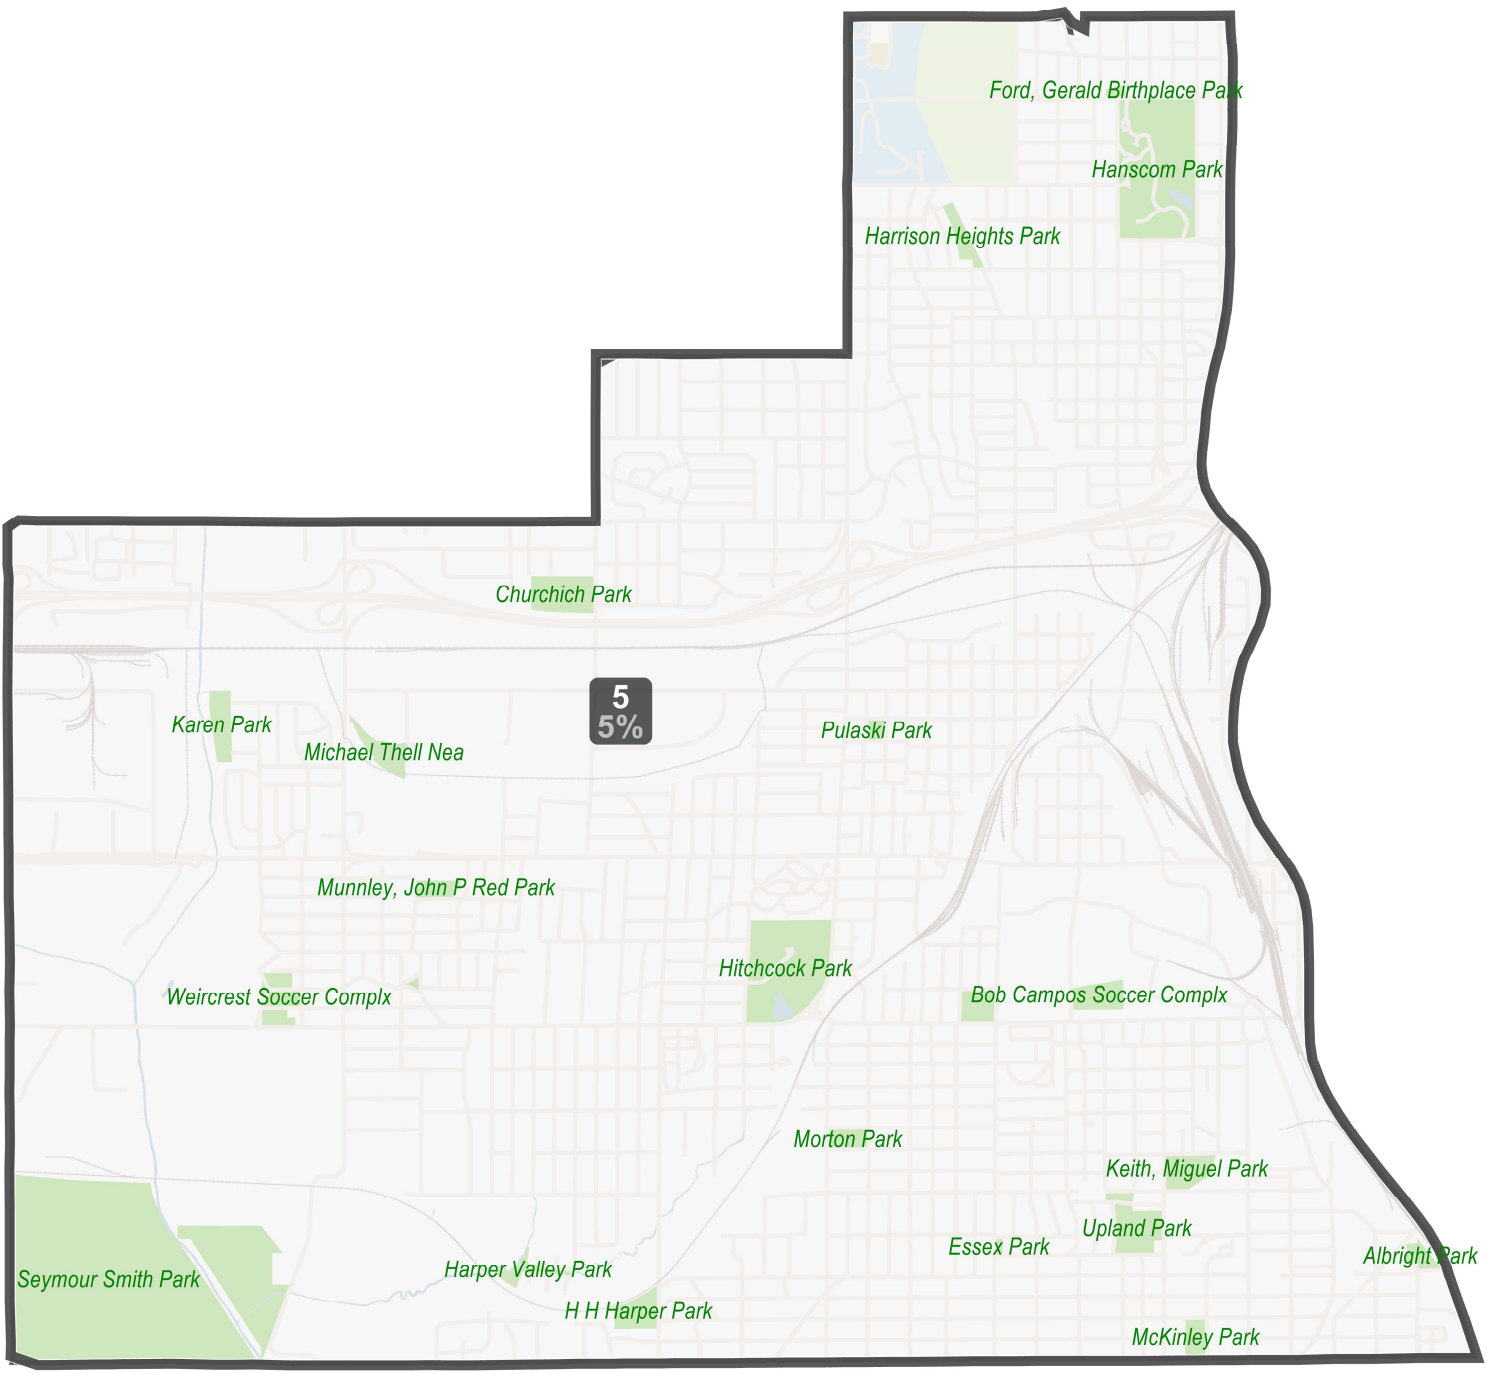 Ford, Gerald Birthplace Park
Hanscom Park
Harrison Heights Park
Churchich Park
5
5%
Karen Park
Michael Thell Nea
Pulaski Park
Munnley, John P Red Park
Hitchcock Park
Weircrest Soccer Complx
Bob Campos Soccer Complx
Morton Park
Keith, Miguel Park
Upland Park
Essex Park
Albright Park
Harper Valley Park
Seymour Smith Park
H H Harper Park
McKinley Park